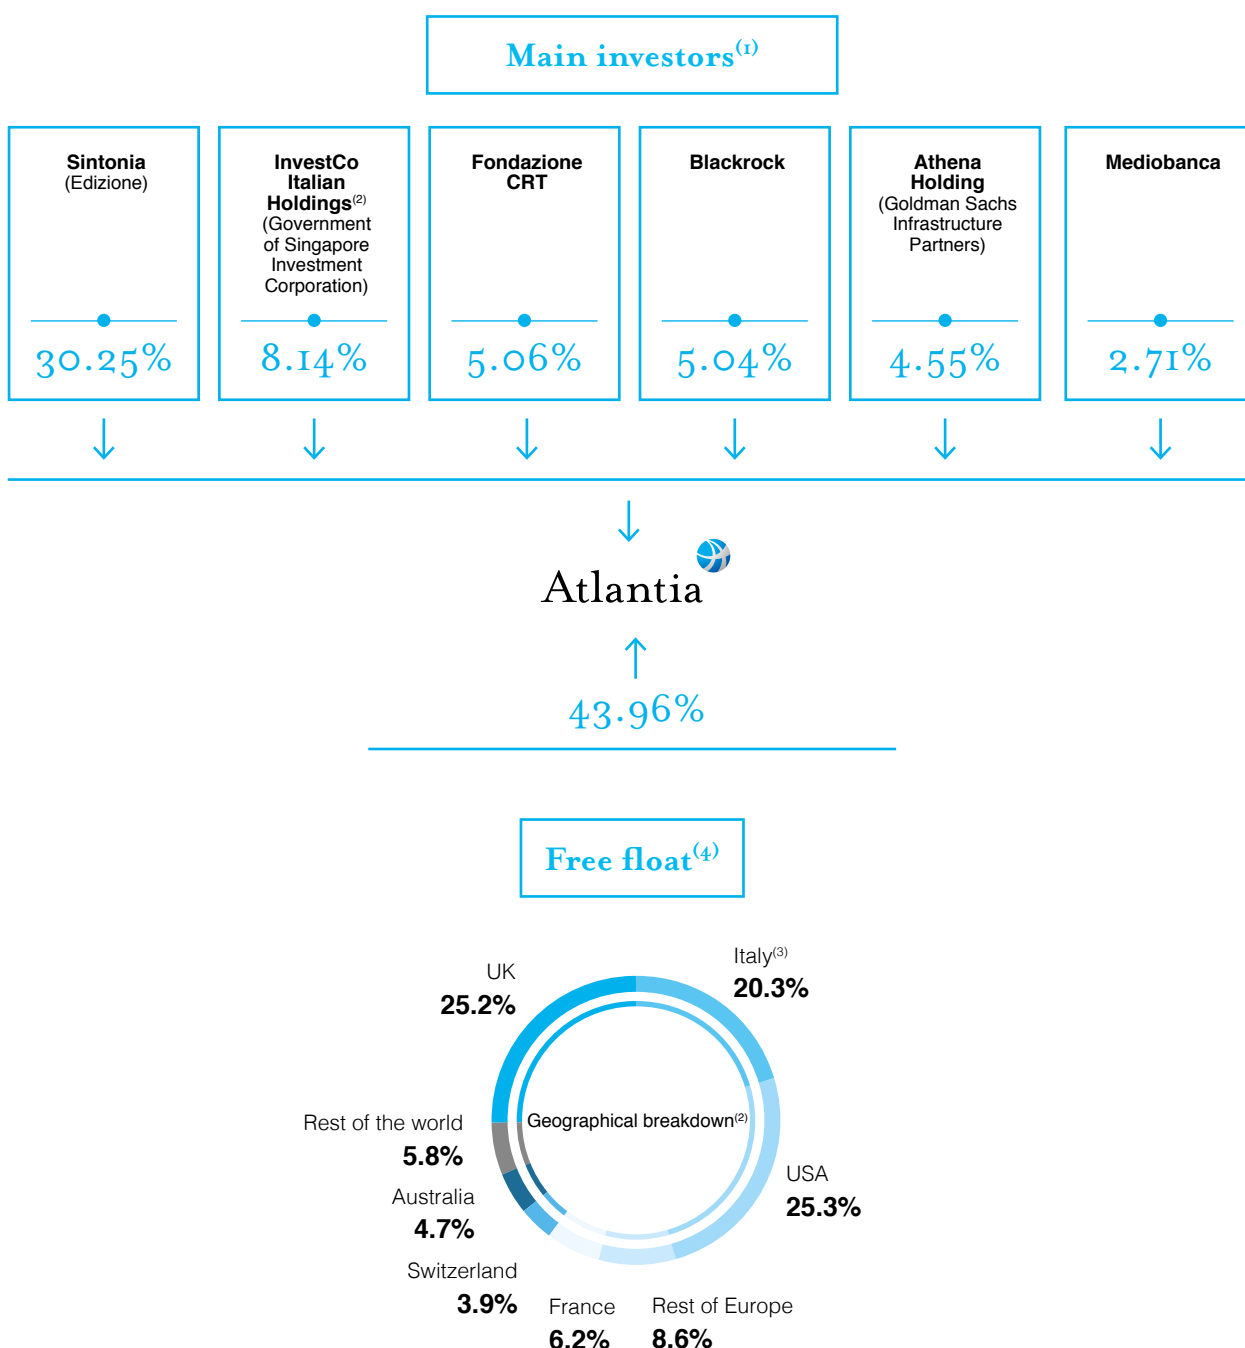 Main investors(1)
Sintonia
(Edizione)
30.25%
InvestCo
Italian
Holdings(2)
(Government
of Singapore
Investment
Corporation)
8.14%
Fondazione
CRT
5.06%
Blackrock
5.04%
Athena
Holding
(Goldman Sachs
Infrastructure
Partners)
4.55%
Mediobanca
2.71%
Atlantia
43.96%
Free float(4)
Italy(3)
20.3%
UK
25.2%
Geographical breakdown(2)
Rest of the world
5.8%
USA
25.3%
Australia
4.7%
Switzerland
3.9%
France
6.2%
Rest of Europe
8.6%